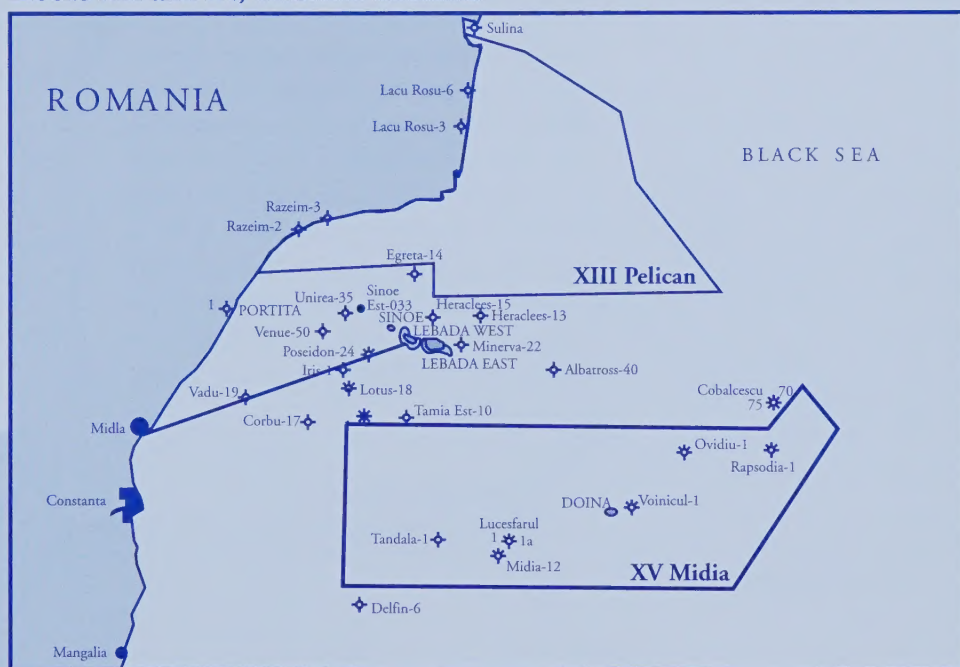 Sulina
ROMANIA
Lacu Rosu-6
Lacu Rosu-3
BLACK SEA
Razeim-3
Razeim-2
Egreta-14
XIII Pelican
Sinoe
Est-033
Unirea-35
1
PORTITA
Heraclees-15
Heraclees-13
SINOE
LEBADA WEST
Venue-50
Minerva-22
Poseidon-24
LEBADA EAST
Iris-1
Albatross-40
Lotus-18
Vadu-19
Cobalcescu
70
75
Tamia Est-10
Corbu-17
Midla
Ovidiu-1
Rapsodia-1
Constanta
DOINA
Voinicul-1
Lucesfarul
1
1a
Tandala-1
Midia-12
XV Midia
Delfin-6
Mangalia